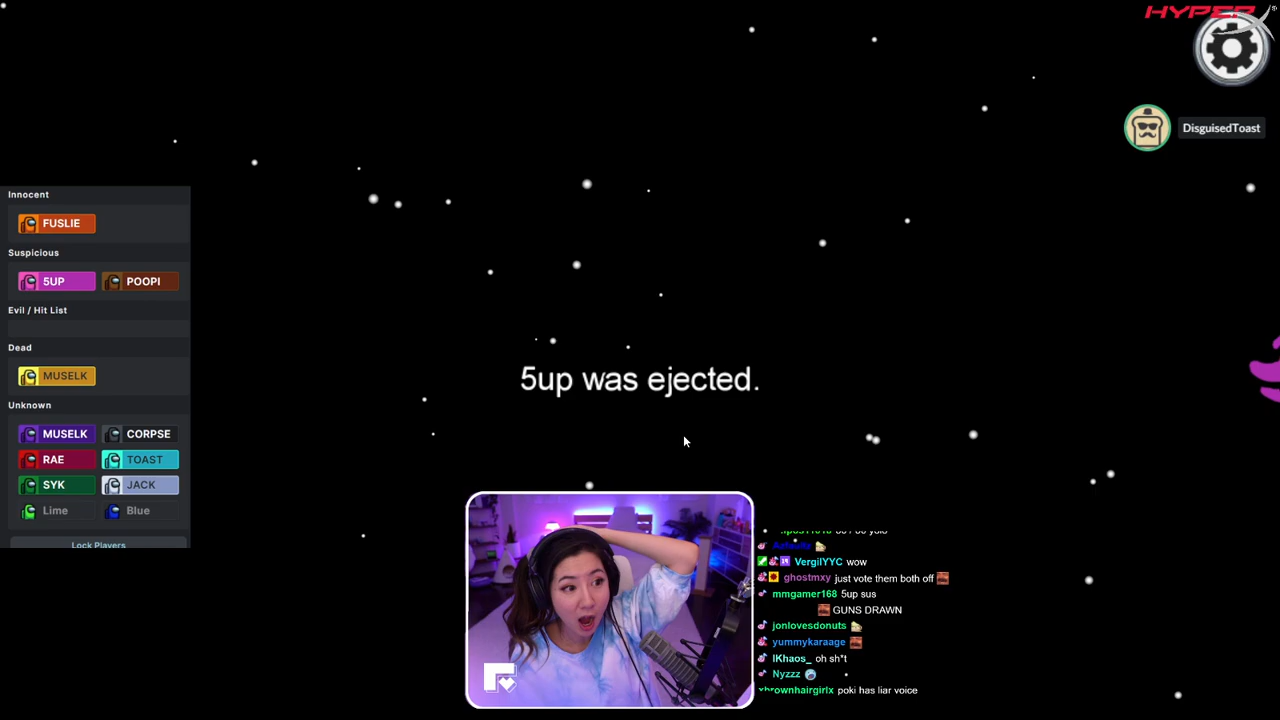 HYPERX
DisguisedToast
Innocent
FUSLIE
Suspicious
5UP
POOPI
Evil / Hit List
Dead
MUSELK
Unknown
MUSELK
CORPSE
RAE
TOAST
SYK
JACK
Lime
Blue
Lock Players
5up was ejected.
VergilYYC wow
ghostmxy just vote them both off
mmgamer168 5up sus
GUNS DRAWN
jonlovesdonuts
yummykaraage
IKhaos_ oh sh*t
Nyzzz
xbrownhairgirlx poki has liar voice